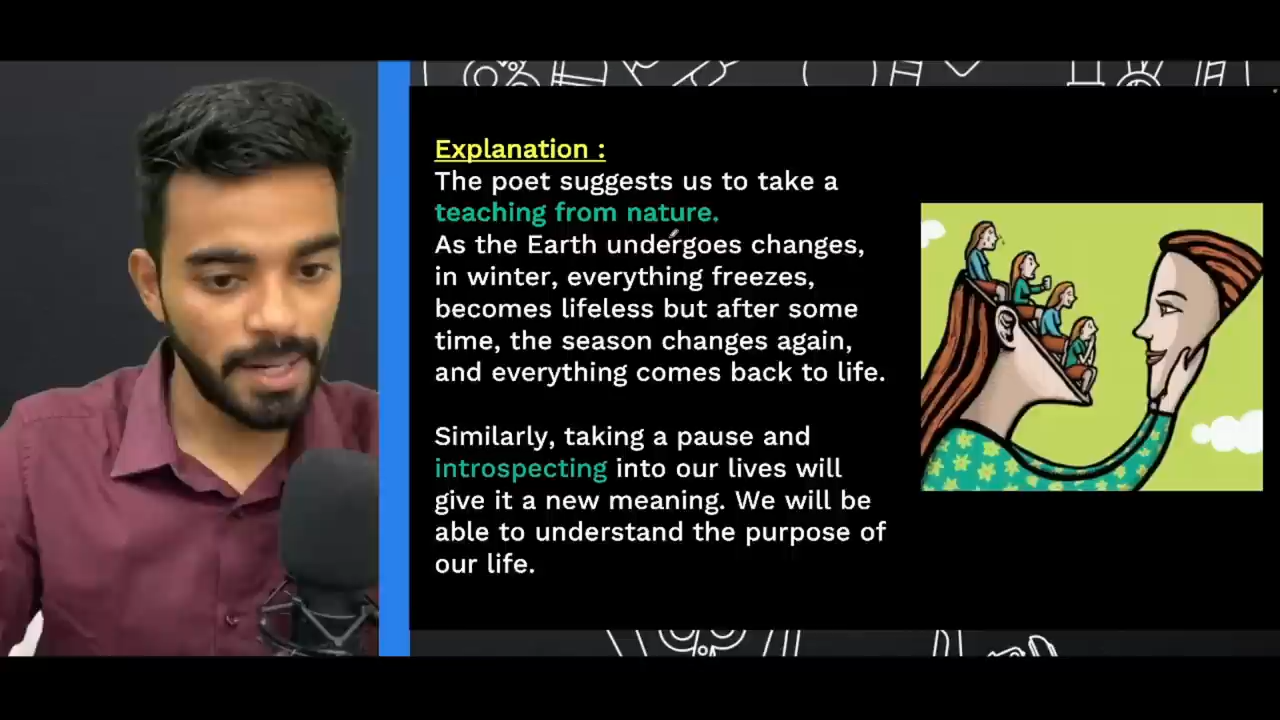 Explanation :
The poet suggests us to take a
teaching from nature.
As the Earth undergoes changes,
in winter, everything freezes,
becomes lifeless but after some
time, the season changes again,
and everything comes back to life.
Similarly, taking a pause and
introspecting into our lives will
give it a new meaning. We will be
able to understand the purpose of
our life.